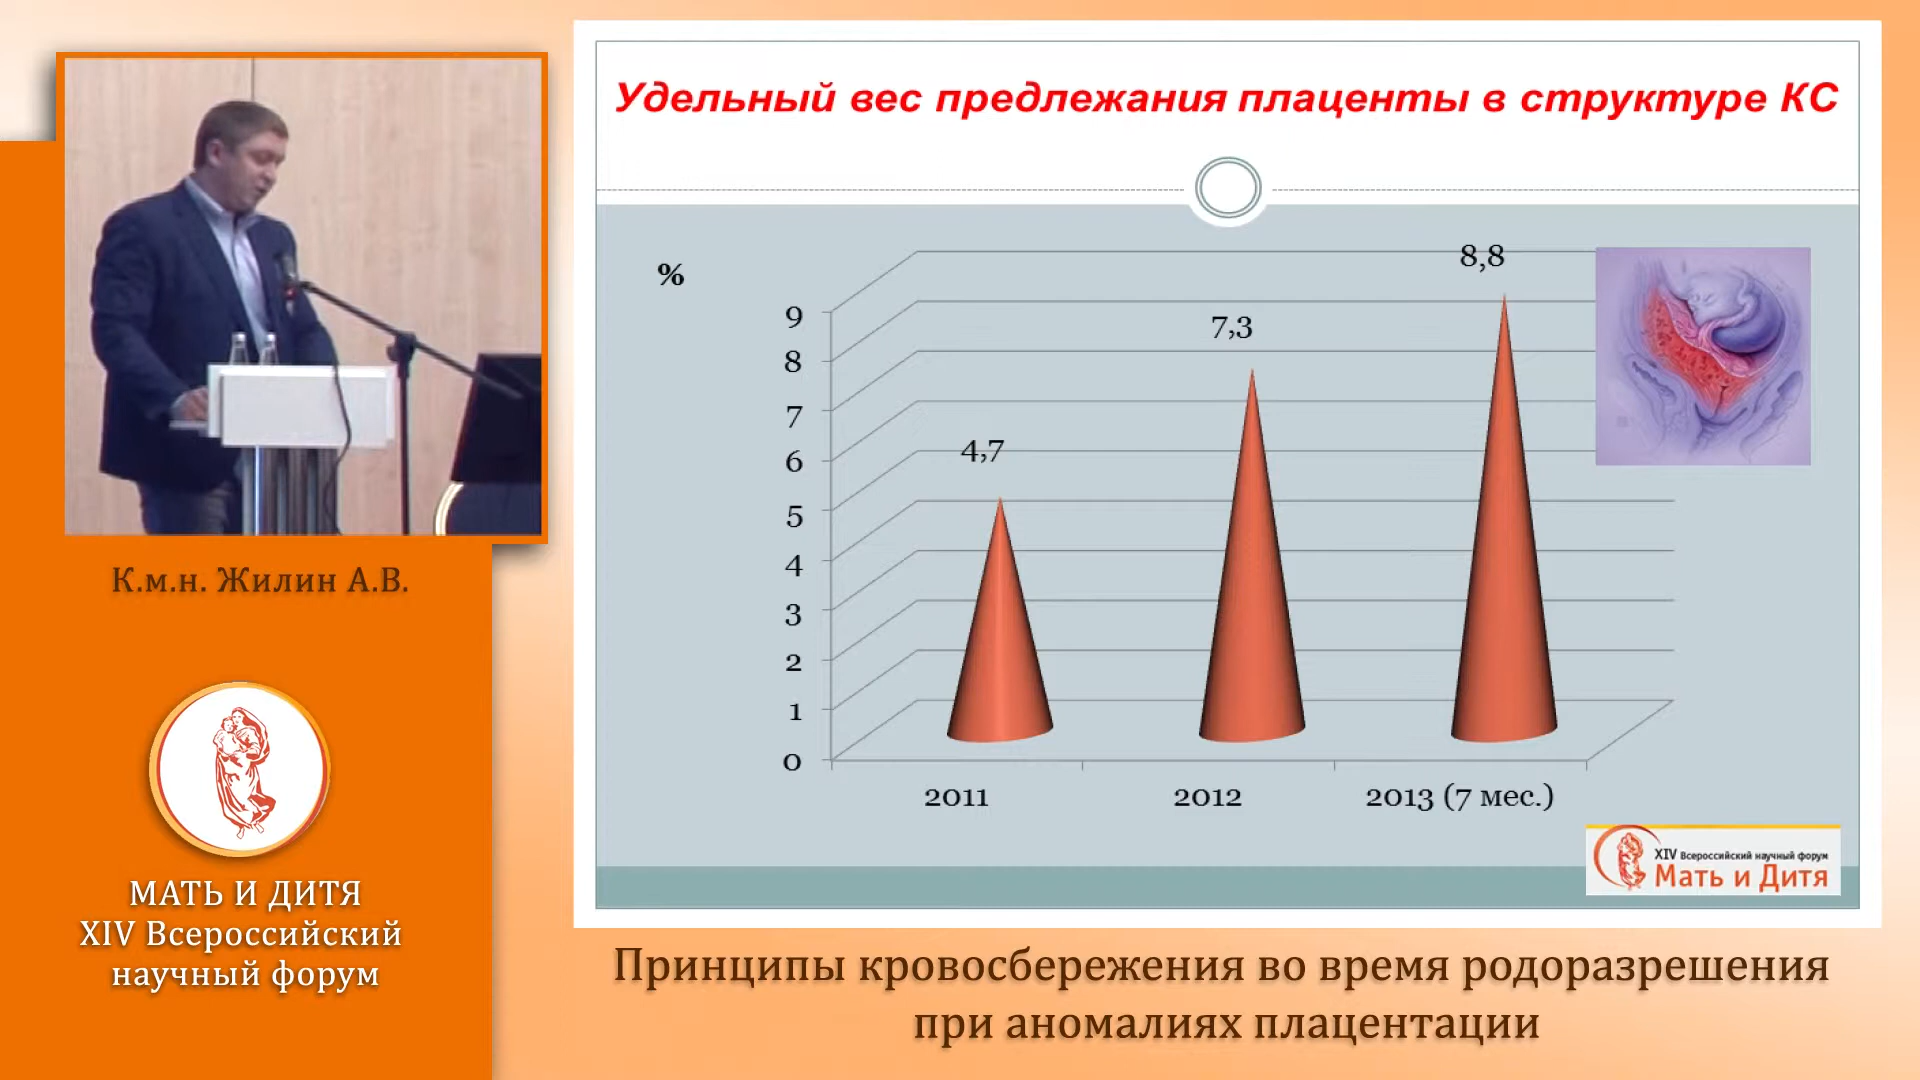 К.м.н. Жилин А.В.
МАТЬ И ДИТЯ
XIV Всероссийский
научный форум
Удельный вес предлежания плаценты в структуре КС
%
9
8
7
6
5
4
3
2
1
0
4,7
7,3
8,8
2011
2012
2013 (7 мес.)
XIV Всероссийский научный форум
Мать и Дитя
Принципы кровосбережения во время родоразрешения
при аномалиях плацентации